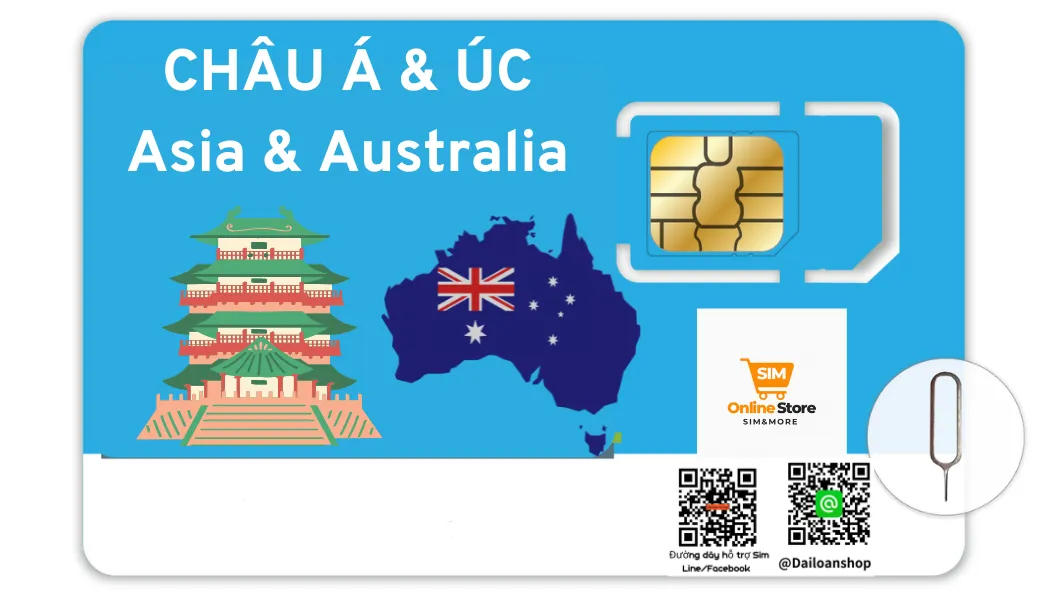 CHÂU Á & ÚC
Asia & Australia
SIM
Online Store
SIM&MORE
Đường dây hỗ trợ Sim
Line/Facebook
@Dailoanshop